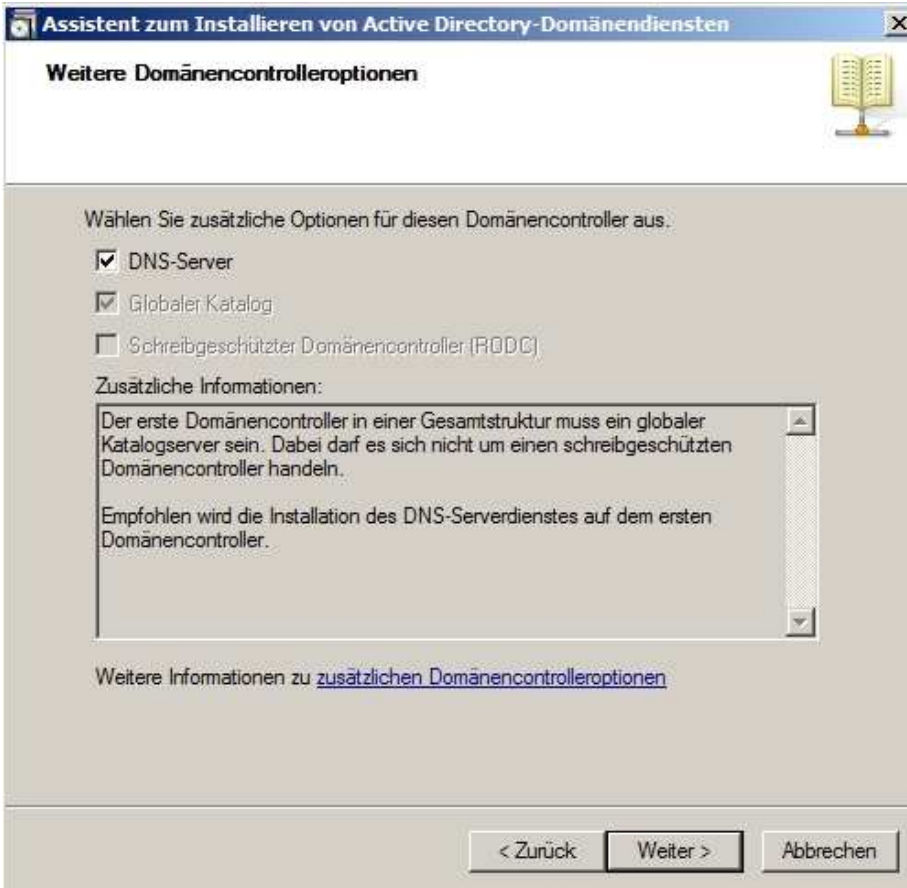 Assistent zum Installieren von Active Directory-Domänendiensten
Weitere Domänencontrolleroptionen
Wählen Sie zusätzliche Optionen für diesen Domänencontroller aus.
DNS-Server
Globaler Katalog
Schreibgeschützter Domänencontroller (RODC)
Zusätzliche Informationen:
Der erste Domänencontroller in einer Gesamtstruktur muss ein globaler
Katalogserver sein. Dabei darf es sich nicht um einen schreibgeschützten
Domänencontroller handeln.
Empfohlen wird die Installation des DNS-Serverdienstes auf dem ersten
Domänencontroller.
Weitere Informationen zu zusätzlichen Domänencontrolleroptionen
< Zurück Weiter > Abbrechen